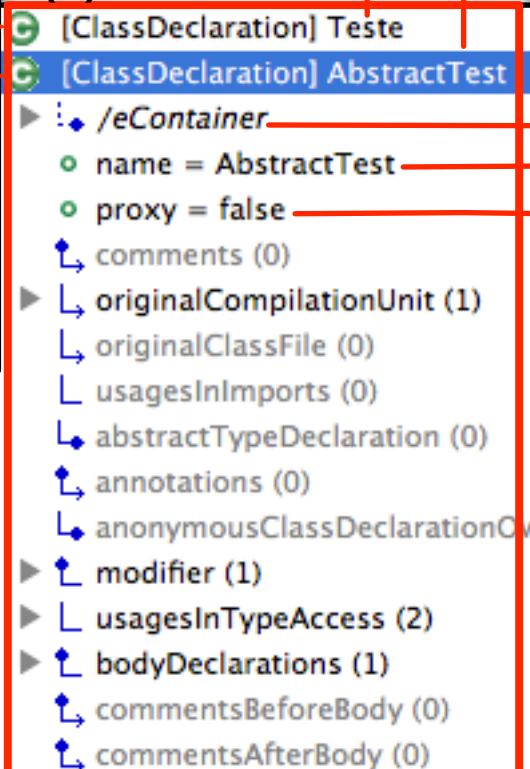 [ClassDeclaration] Teste
[ClassDeclaration] AbstractTest
/eContainer
name = AbstractTest
proxy = false
comments (0)
originalCompilationUnit (1)
originalClassFile (0)
usagesInImports (0)
abstractTypeDeclaration (0)
annotations (0)
anonymousClassDeclarationOw
modifier (1)
usagesInTypeAccess (2)
bodyDeclarations (1)
commentsBeforeBody (0)
commentsAfterBody (0)